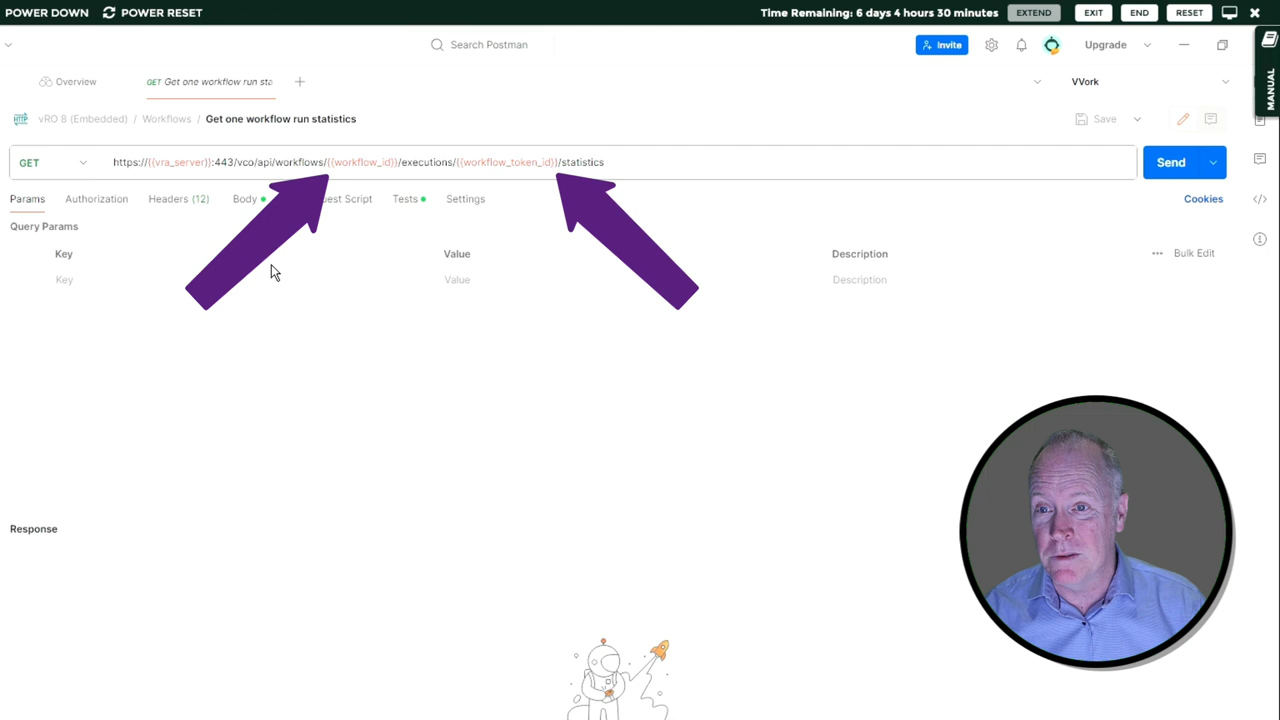 POWER DOWN POWER RESET Time Remaining: 6 days 4 hours 30 minutes EXTEND EXIT END RESET
MANUAL
Search Postman Invite Upgrade
Overview GET Get one workflow run sta VVork
HTTP vRO 8 (Embedded) / Workflows / Get one workflow run statistics Save
GET https://{{vra_server}}:443/vco/api/workflows/{{workflow_id}}/executions/{{workflow_token_id}}/statistics Send
Params Authorization Headers (12) Body uest Script Tests Settings Cookies
Query Params
Key Value Description Bulk Edit
Key Value Description
Response